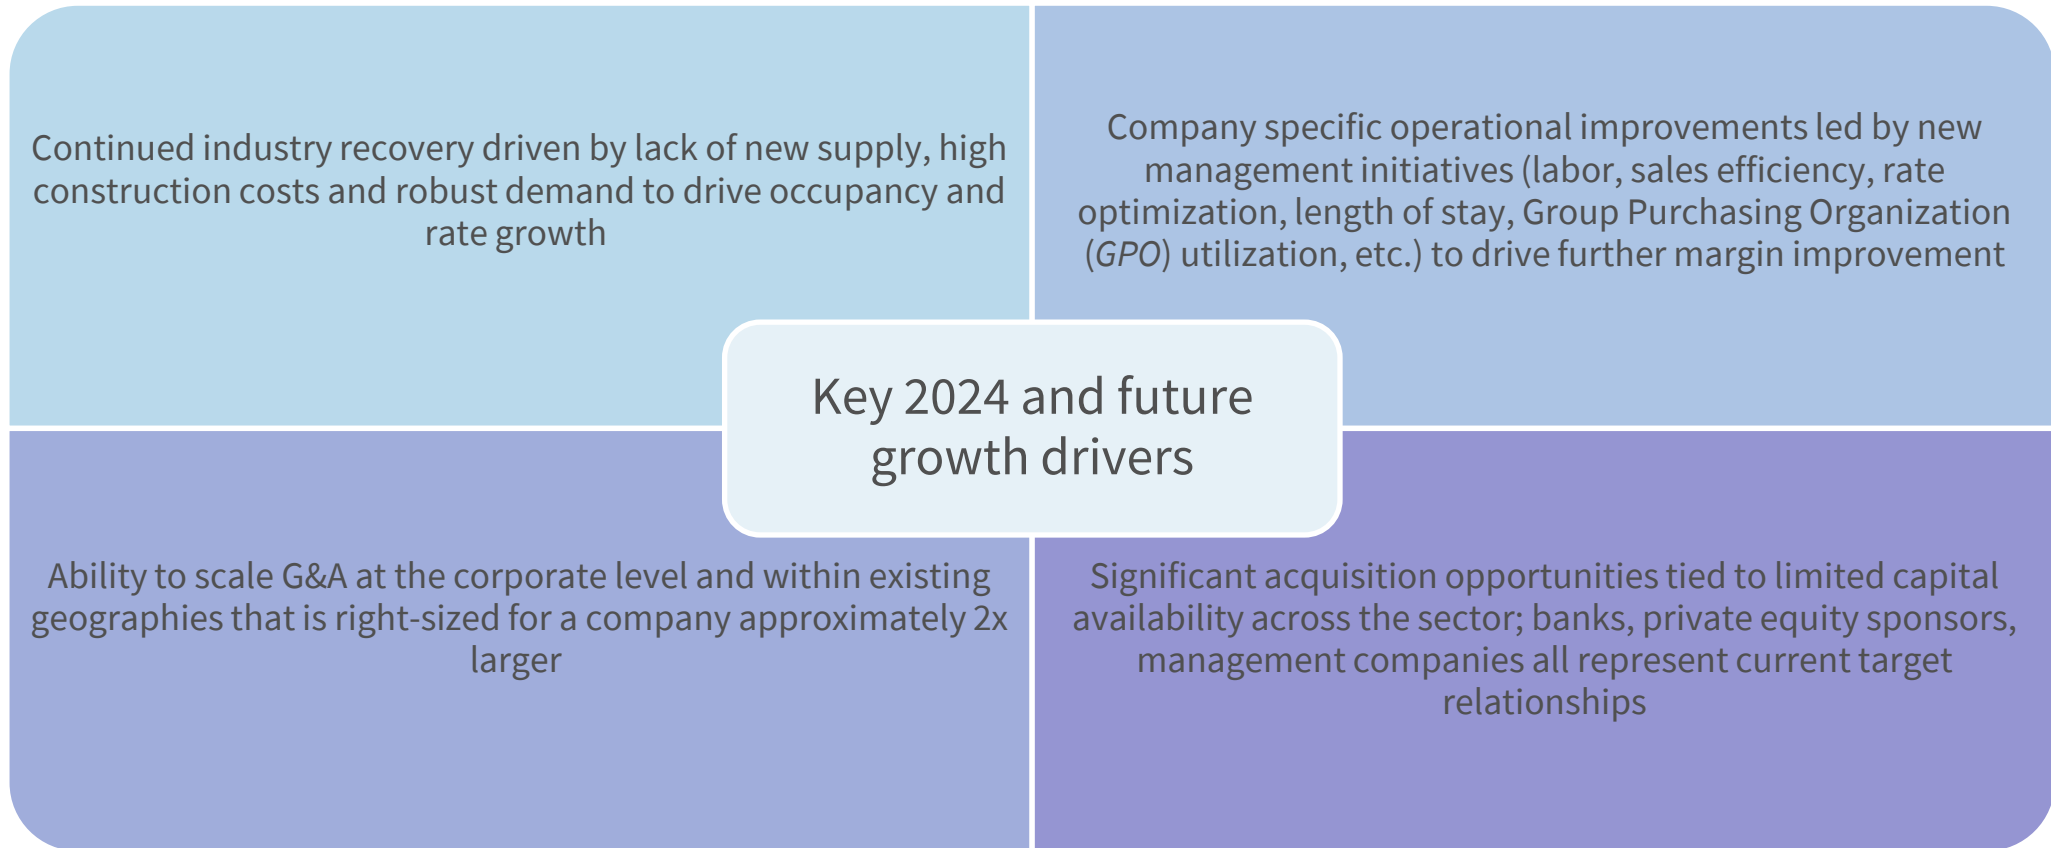 Continued industry recovery driven by lack of new supply, high
construction costs and robust demand to drive occupancy and
rate growth
Company specific operational improvements led by new
management initiatives (labor, sales efficiency, rate
optimization, length of stay, Group Purchasing Organization
(GPO) utilization, etc.) to drive further margin improvement
Key 2024 and future
growth drivers
Ability to scale G&A at the corporate level and within existing
geographies that is right-sized for a company approximately 2x
larger
Significant acquisition opportunities tied to limited capital
availability across the sector; banks, private equity sponsors,
management companies all represent current target
relationships